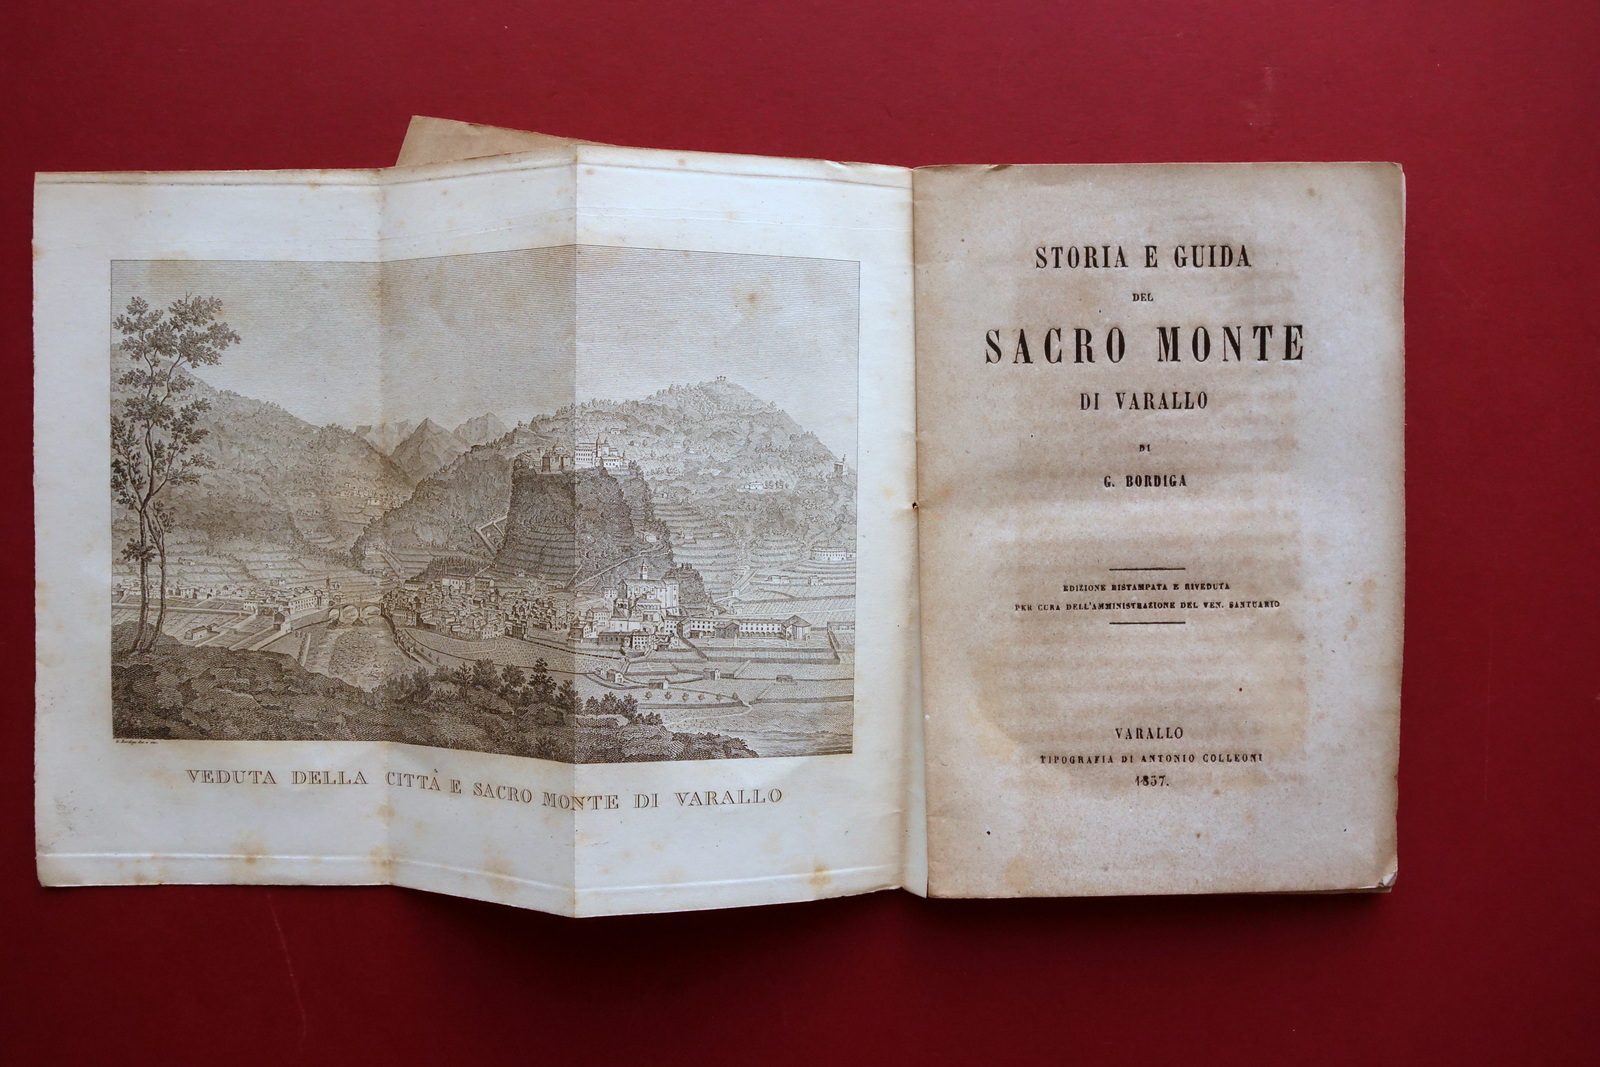 VEDUTA DELLA CITTÀ E SACRO MONTE DI VARALLO
STORIA E GUIDA
DEL
SACRO MONTE
DI VARALLO
DI
G. BORDIGA
EDIZIONE RISTAMPATA E RIVEDUTA
PER CURA DELL'AMMINISTRAZIONE DEL VEN. SANTUARIO
VARALLO
TIPOGRAFIA DI ANTONIO COLLEONI
1857.